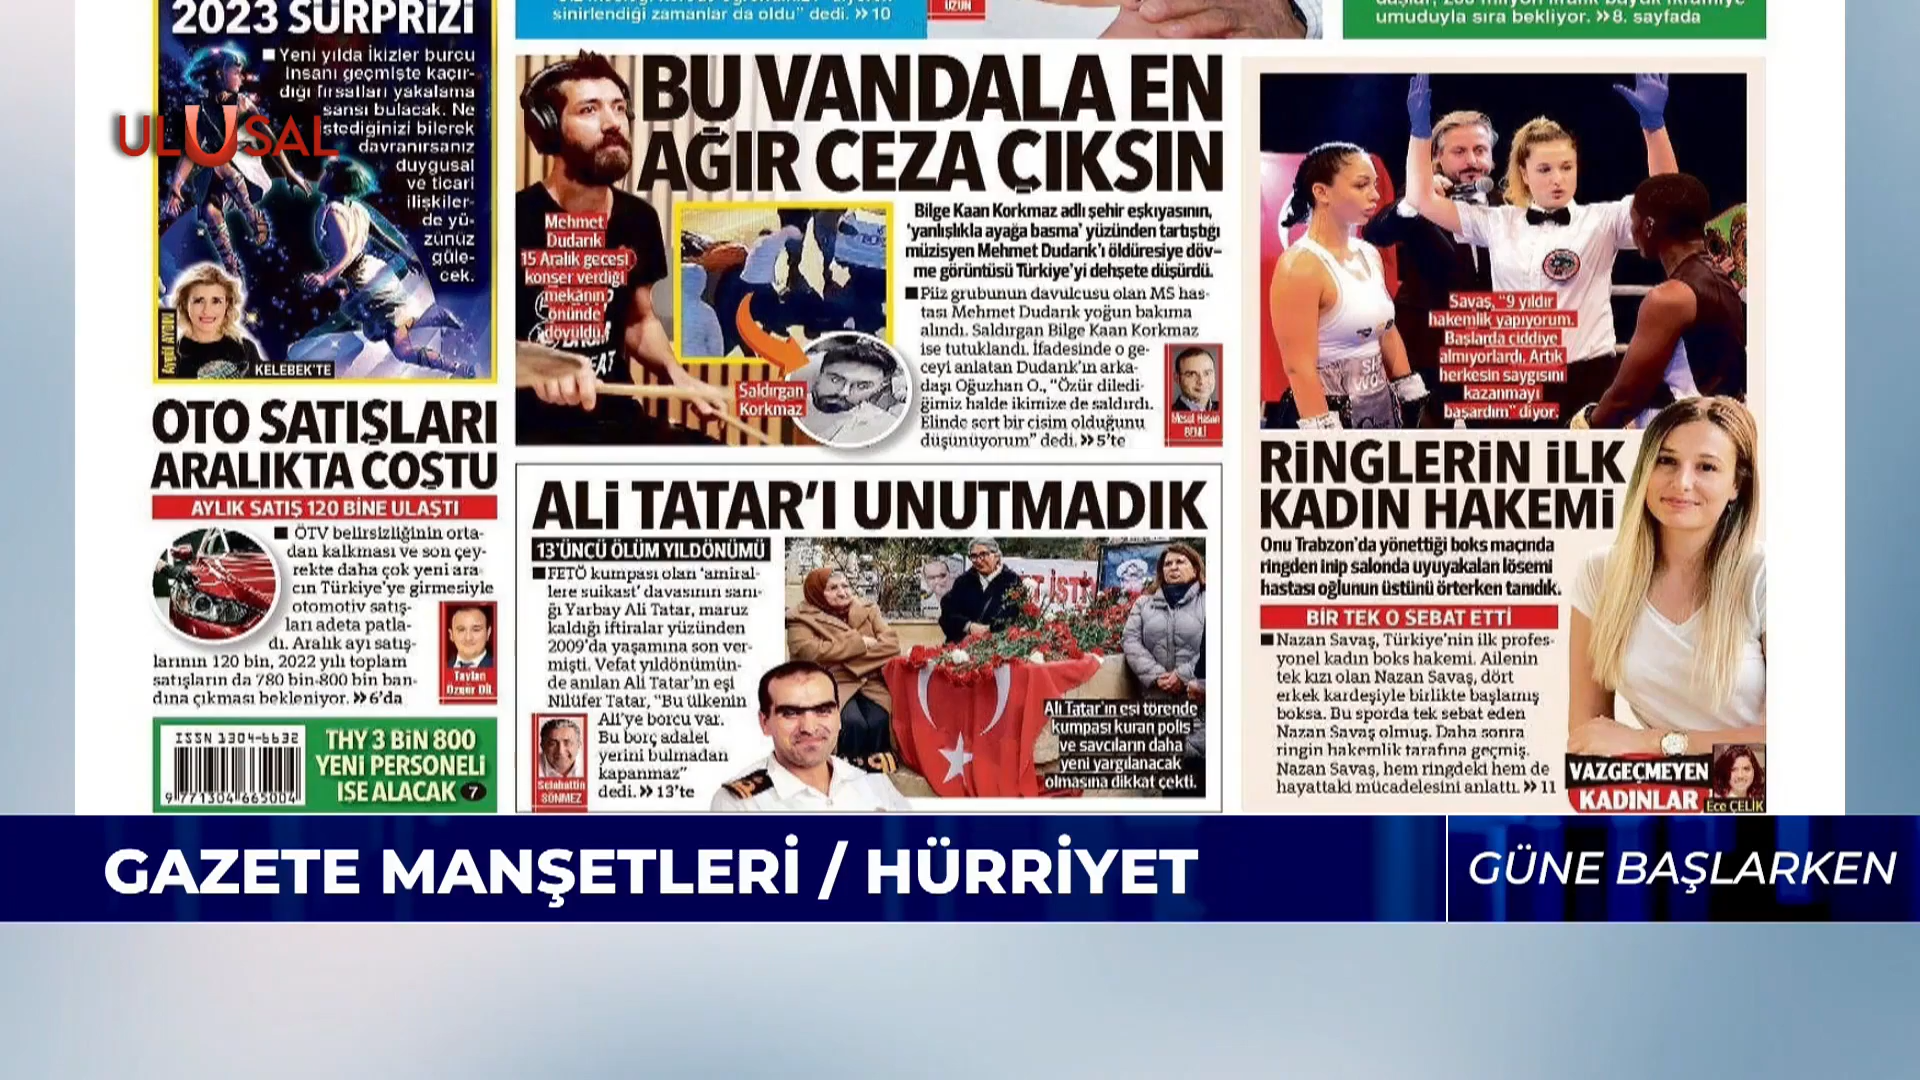 2023 SÜRPRİZİ
■ Yeni yılda İkizler burcu
insanı geçmişte kaçır-
dığı fırsatları yakalama
şansı bulacak. Ne
istediğinizi bilerek
davranırsanız
duygusal
ve ticari
ilişkiler-
de yü-
zünüz
güle-
cek.
Aygül AYDIN
KELEBEK'TE
ULUSAL
OTO SATIŞLARI
ARALIKTA COŞTU
AYLIK SATIŞ 120 BİNE ULAŞTI
■ ÖTV belirsizliğinin orta-
dan kalkması ve son çey-
rekte daha çok yeni ara-
cın Türkiye'ye girmesiyle
otomotiv satış-
ları adeta patla-
dı. Aralık ayı satış-
larının 120 bin, 2022 yılı toplam
satışların da 780 bin-800 bin ban-
dına çıkması bekleniyor. » 6'da
Taylan
Özgür DİL
ISSN 1304-6632
9 771304 665004
THY 3 BİN 800
YENİ PERSONELİ
İŞE ALACAK 7
sinirlendiği zamanlar da oldu" dedi. » 10
UZUN
umuduyla sıra bekliyor. » 8. sayfada
BU VANDALA EN
AĞIR CEZA ÇIKSIN
Mehmet
Dudarık
15 Aralık gecesi
konser verdiği
mekânın
önünde
dövüldü.
Saldırgan
Korkmaz
Bilge Kaan Korkmaz adlı şehir eşkıyasının,
'yanlışlıkla ayağa basma' yüzünden tartıştığı
müzisyen Mehmet Dudarık'ı öldüresiye döv-
me görüntüsü Türkiye'yi dehşete düşürdü.
■ Piiz grubunun davulcusu olan MS has-
tası Mehmet Dudarık yoğun bakıma
alındı. Saldırgan Bilge Kaan Korkmaz
ise tutuklandı. İfadesinde o ge-
ceyi anlatan Dudarık'ın arka-
daşı Oğuzhan O., "Özür diledi-
ğimiz halde ikimize de saldırdı.
Elinde sert bir cisim olduğunu
düşünüyorum" dedi. » 5'te
Mesut Hasan
BENLİ
ALİ TATAR'I UNUTMADIK
13'ÜNCÜ ÖLÜM YILDÖNÜMÜ
■ FETÖ kumpası olan 'amiral-
lere suikast' davasının sanı-
ğı Yarbay Ali Tatar, maruz
kaldığı iftiralar yüzünden
2009'da yaşamına son ver-
mişti. Vefat yıldönümün-
de anılan Ali Tatar'ın eşi
Nilüfer Tatar, "Bu ülkenin
Ali'ye borcu var.
Bu borç adalet
yerini bulmadan
kapanmaz"
dedi. » 13'te
Selahattin
SÖNMEZ
Ali Tatar'ın eşi törende
kumpası kuran polis
ve savcıların daha
yeni yargılanacak
olmasına dikkat çekti.
Savaş, "9 yıldır
hakemlik yapıyorum.
Başlarda ciddiye
almıyorlardı, Artık
herkesin saygısını
kazanmayı
başardım" diyor.
RİNGLERİN İLK
KADIN HAKEMİ
Onu Trabzon'da yönettiği boks maçında
ringden inip salonda uyuyakalan lösemi
hastası oğlunun üstünü örterken tanıdık.
BİR TEK O SEBAT ETTİ
■ Nazan Savaş, Türkiye'nin ilk profes-
yonel kadın boks hakemi. Ailenin
tek kızı olan Nazan Savaş, dört
erkek kardeşiyle birlikte başlamış
boksa. Bu sporda tek sebat eden
Nazan Savaş olmuş. Daha sonra
ringin hakemlik tarafına geçmiş.
Nazan Savaş, hem ringdeki hem de
hayattaki mücadelesini anlattı. » 11
VAZGEÇMEYEN
KADINLAR
Ece ÇELİK
GAZETE MANŞETLERİ / HÜRRİYET
GÜNE BAŞLARKEN